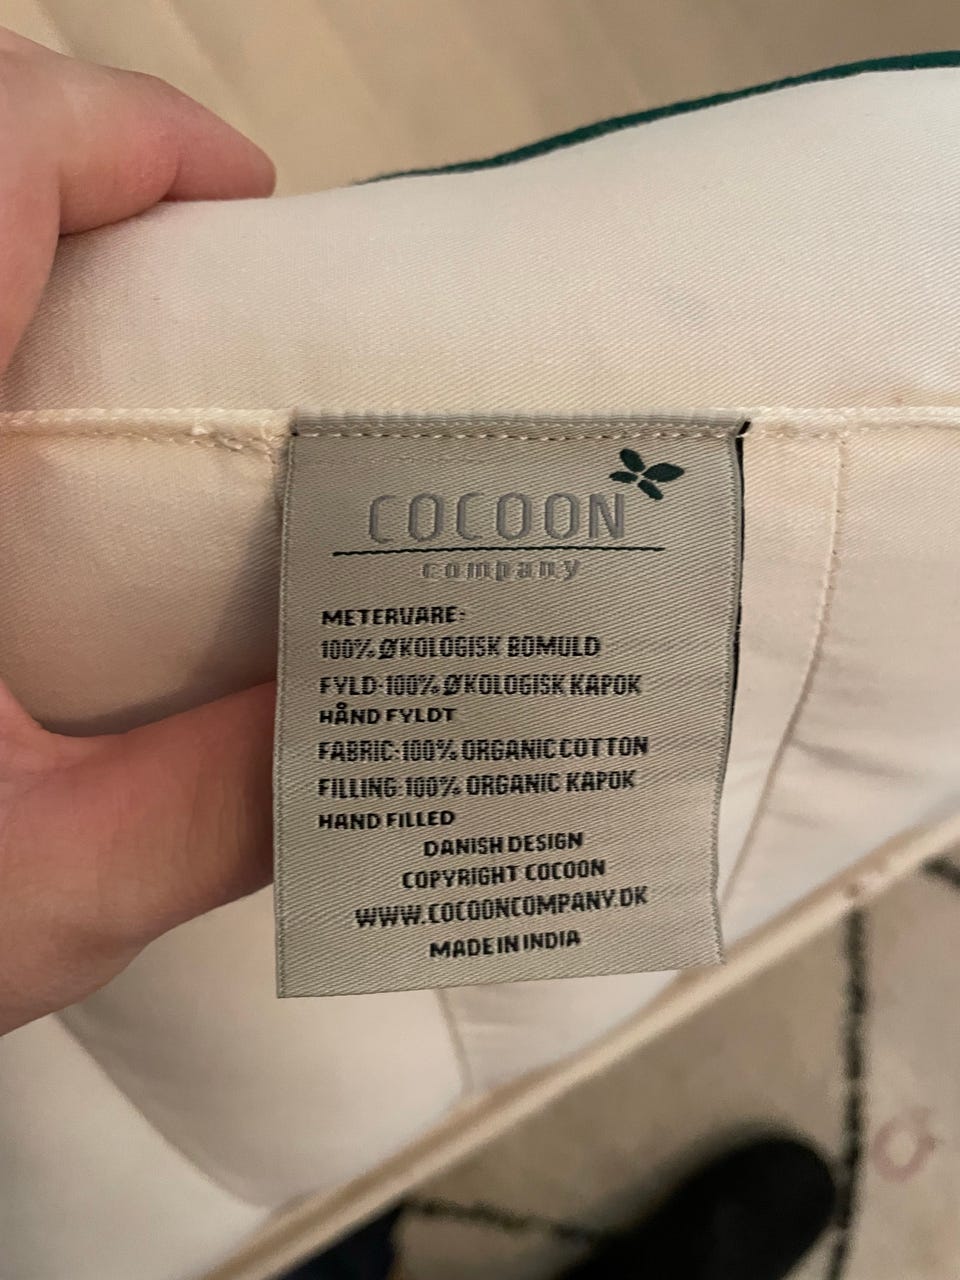 COCOON
company
METERVARE:
100% ØKOLOGISK BOMULD
FYLD:100% ØKOLOGISK KAPOK
HÅND FYLDT
FABRIC:100% ORGANIC COTTON
FILLING:100% ORGANIC KAPOK
HAND FILLED
DANISH DESIGN
COPYRIGHT COCOON
WWW.COCOONCOMPANY.DK
MADE IN INDIA